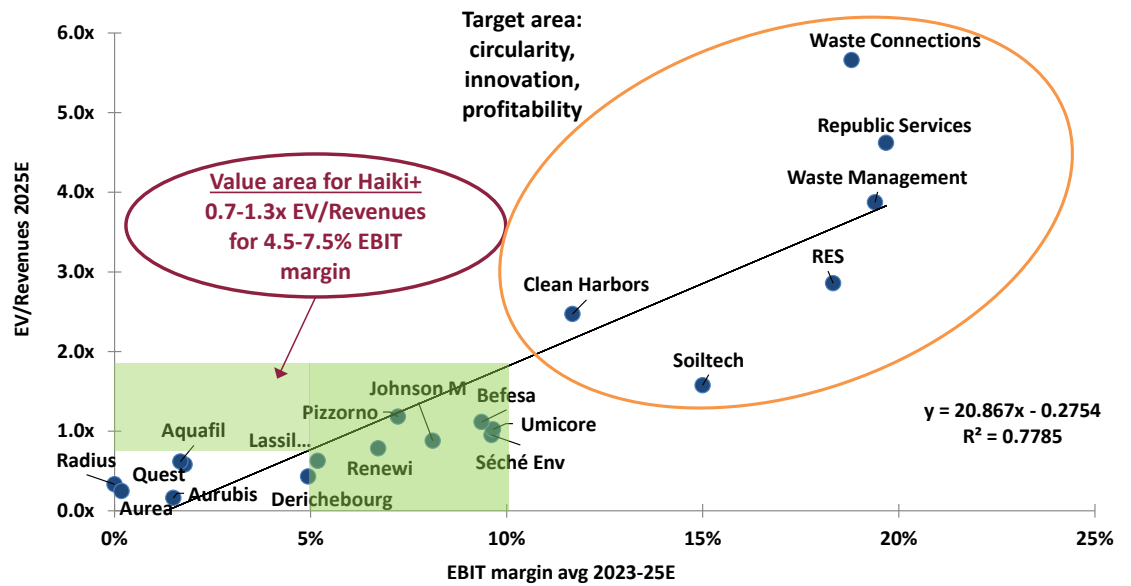 Target area:
circularity,
innovation,
profitability
Value area for Haiki+
0.7-1.3x EV/Revenues
for 4.5-7.5% EBIT
margin
EV/Revenues 2025E
6.0x
5.0x
4.0x
3.0x
2.0x
1.0x
0.0x
Waste Connections
Republic Services
Waste Management
RES
Clean Harbors
Soiltech
Johnson M
Befesa
Pizzorno
Umicore
Aquafil
Lassil...
Renewi
Séché Env
Radius
Quest
Aurea
Aurubis
Derichebourg
y = 20.867x - 0.2754
R² = 0.7785
0%
5%
10%
15%
20%
25%
EBIT margin avg 2023-25E